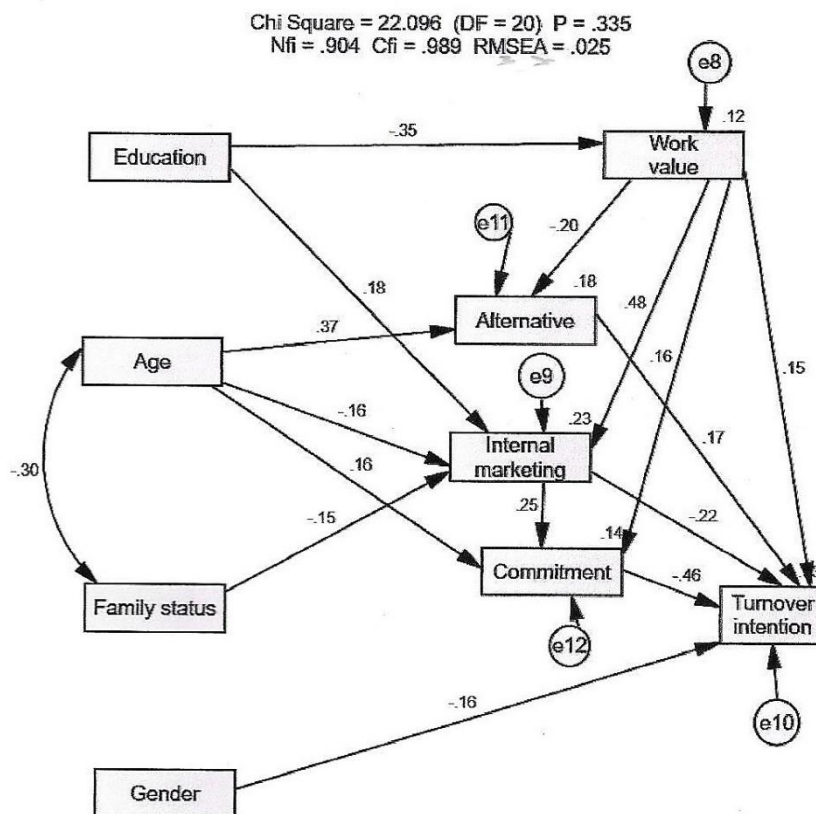 Chi Square = 22.096 (DF = 20) P = .335
Nfi = .904 Cfi = .989 RMSEA = .025
e8
.12
-.35
Education
Work
value
e11
-.20
.18
.18
.48
Alternative
.37
Age
.16
e9
.15
-.16
.23
.17
Internal
marketing
.16
-.30
.25
-.22
-.15
.14
Commitment
-.46
Family status
Turnover
intention
e12
-.16
e10
Gender